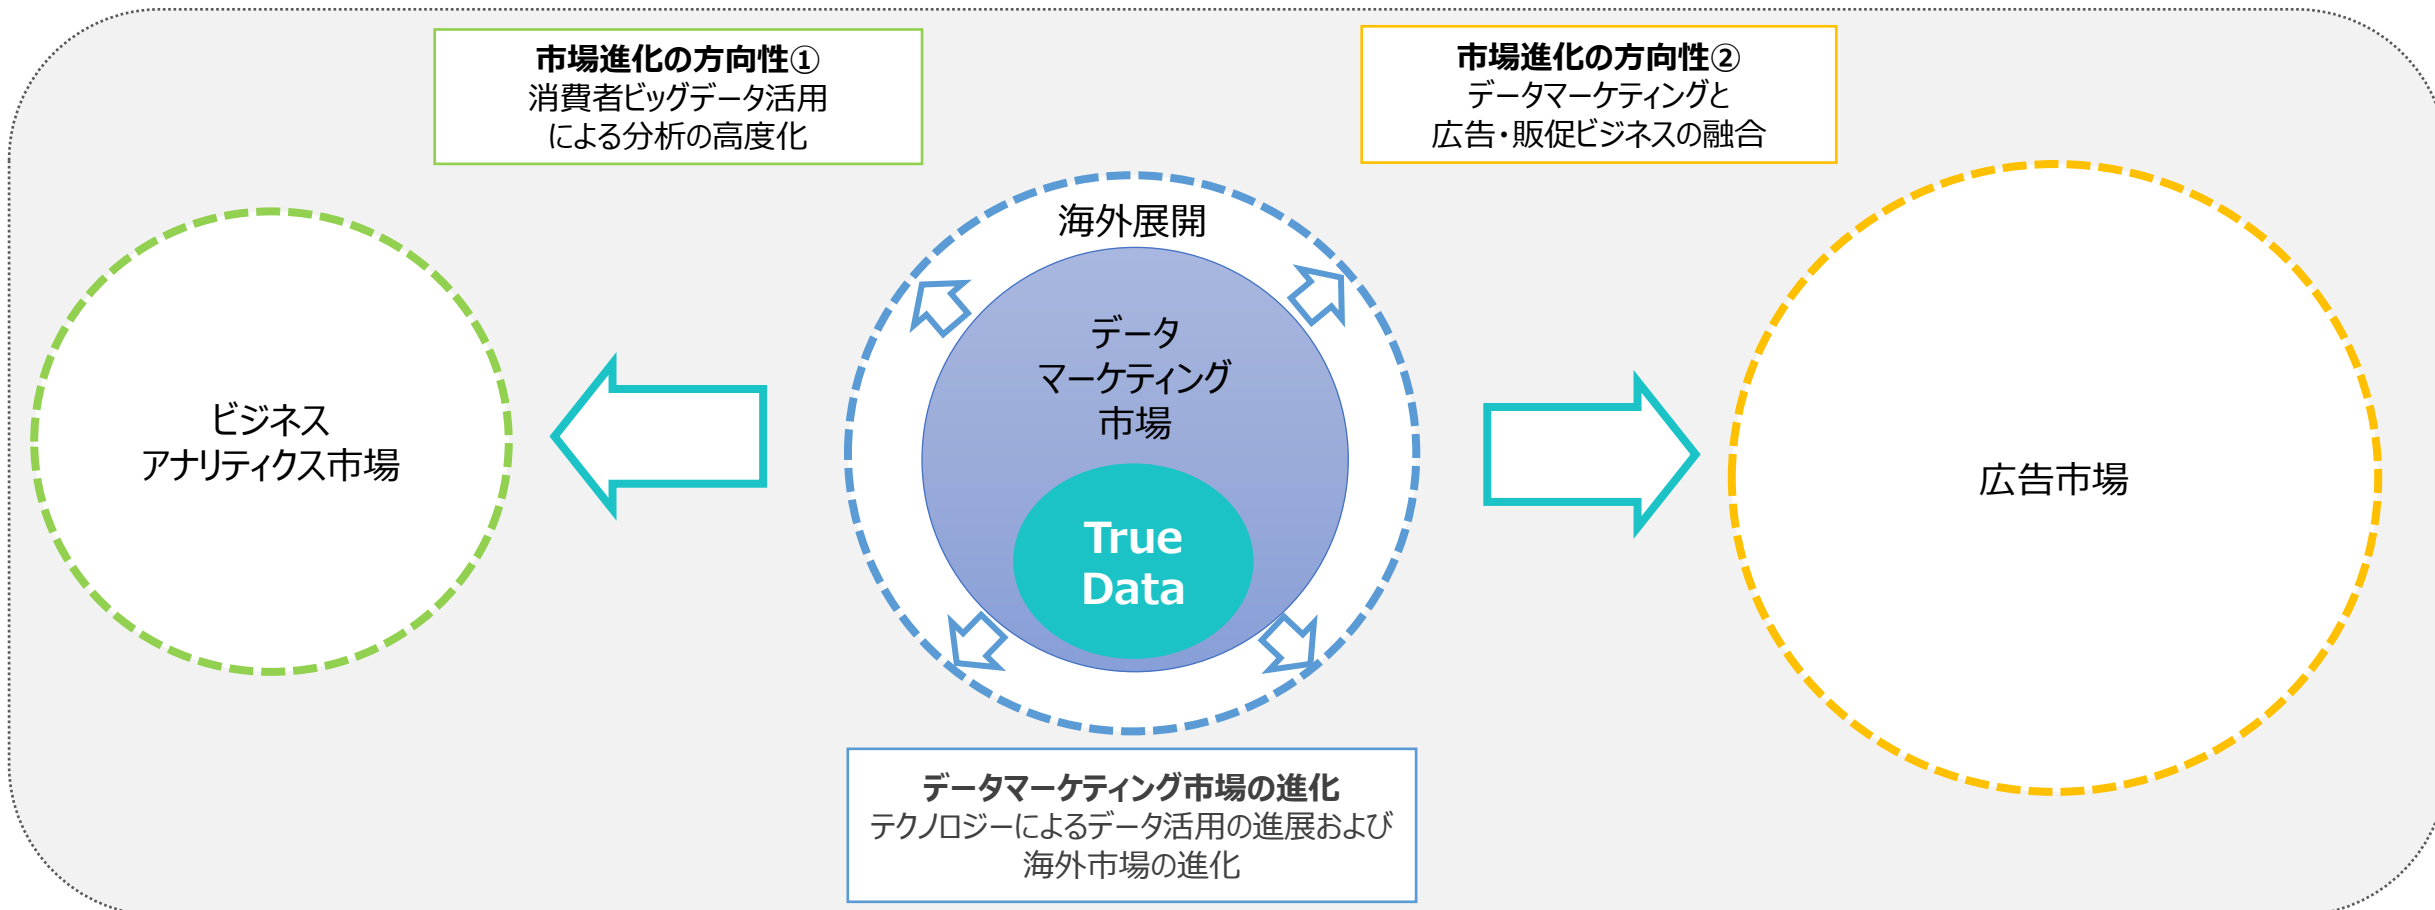 市場進化の方向性①
消費者ビッグデータ活用
による分析の高度化
市場進化の方向性②
データマーケティングと
広告・販促ビジネスの融合
ビジネス
アナリティクス市場
海外展開
データ
マーケティング
市場
True
Data
広告市場
データマーケティング市場の進化
テクノロジーによるデータ活用の進展および
海外市場の進化